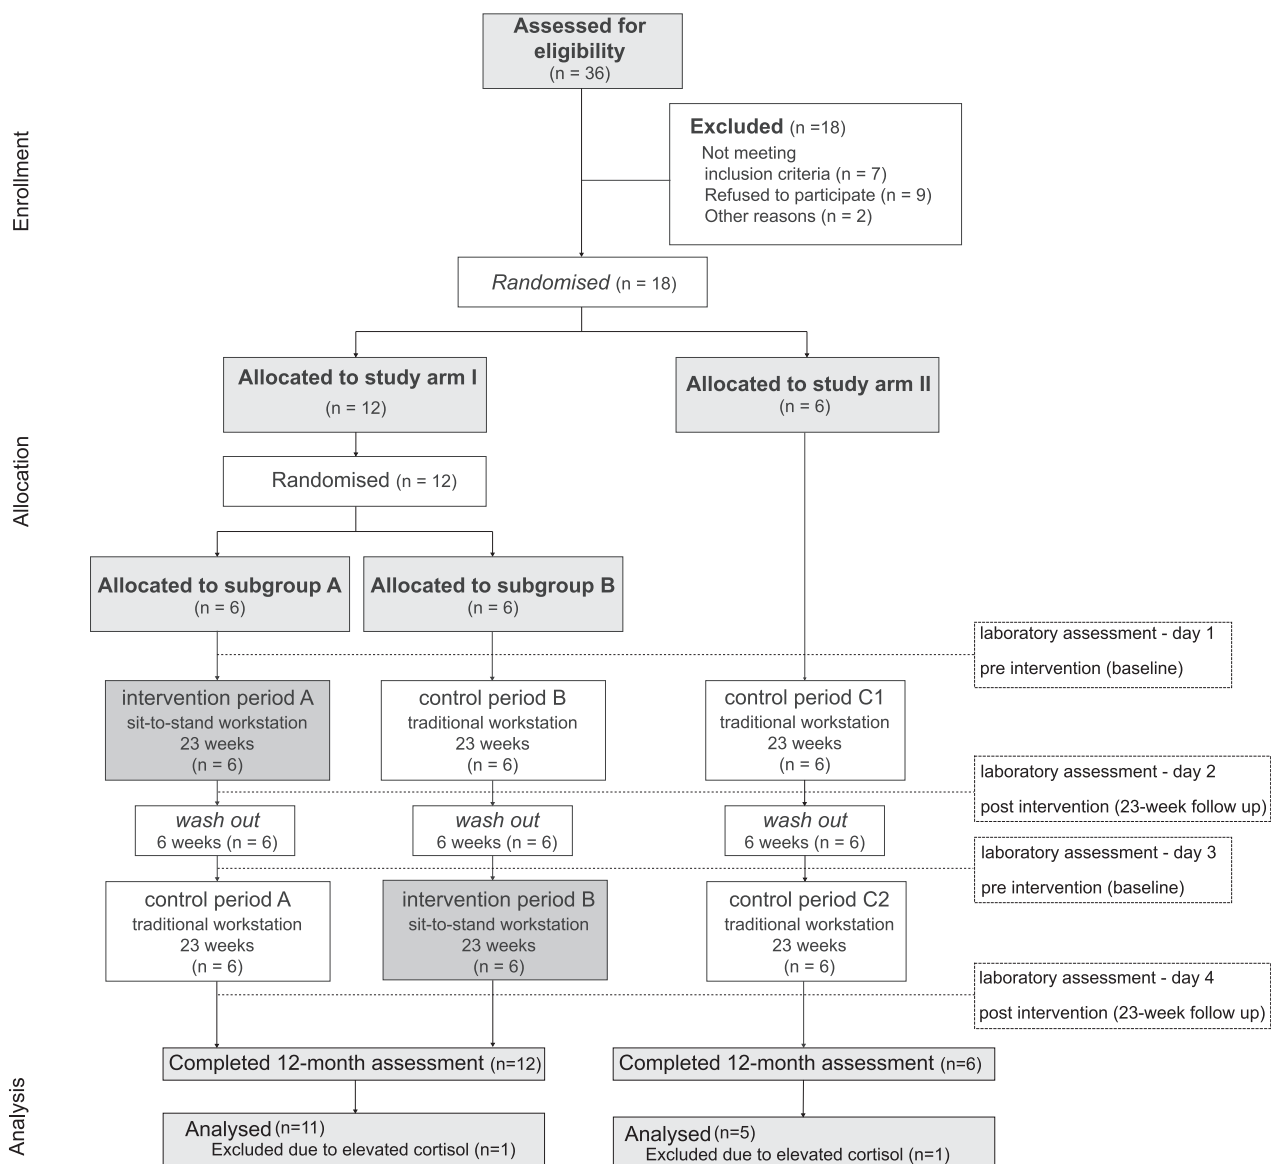 Assessed for
eligibility
(n = 36)
Enrollment
Excluded (n =18)
Not meeting
inclusion criteria (n = 7)
Refused to participate (n = 9)
Other reasons (n = 2)
Randomised (n = 18)
Allocation
Allocated to study arm I
(n = 12)
Allocated to study arm II
(n = 6)
Randomised (n = 12)
Allocated to subgroup A
(n = 6)
Allocated to subgroup B
(n = 6)
laboratory assessment - day 1
pre intervention (baseline)
intervention period A
sit-to-stand workstation
23 weeks
(n = 6)
control period B
traditional workstation
23 weeks
(n = 6)
control period C1
traditional workstation
23 weeks
(n = 6)
laboratory assessment - day 2
post intervention (23-week follow up)
wash out
6 weeks (n = 6)
wash out
6 weeks (n = 6)
wash out
6 weeks (n = 6)
laboratory assessment - day 3
pre intervention (baseline)
control period A
traditional workstation
23 weeks
(n = 6)
intervention period B
sit-to-stand workstation
23 weeks
(n = 6)
control period C2
traditional workstation
23 weeks
(n = 6)
laboratory assessment - day 4
post intervention (23-week follow up)
Analysis
Completed 12-month assessment (n=12)
Completed 12-month assessment (n=6)
Analysed (n=11)
Excluded due to elevated cortisol (n=1)
Analysed (n=5)
Excluded due to elevated cortisol (n=1)